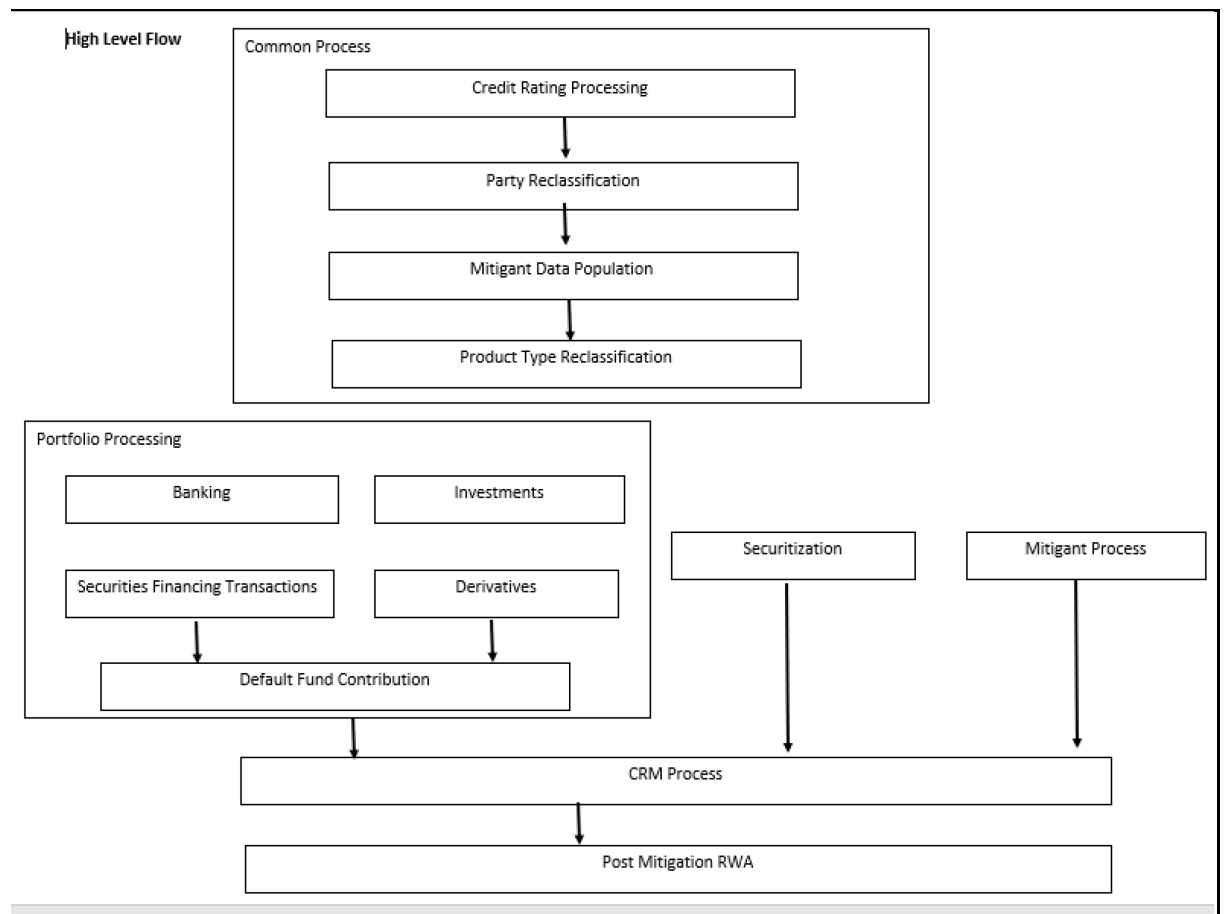 High Level Flow
Common Process
Credit Rating Processing
Party Reclassification
Mitigant Data Population
Product Type Reclassification
Portfolio Processing
Banking
Investments
Securitization
Mitigant Process
Securities Financing Transactions
Derivatives
Default Fund Contribution
CRM Process
Post Mitigation RWA